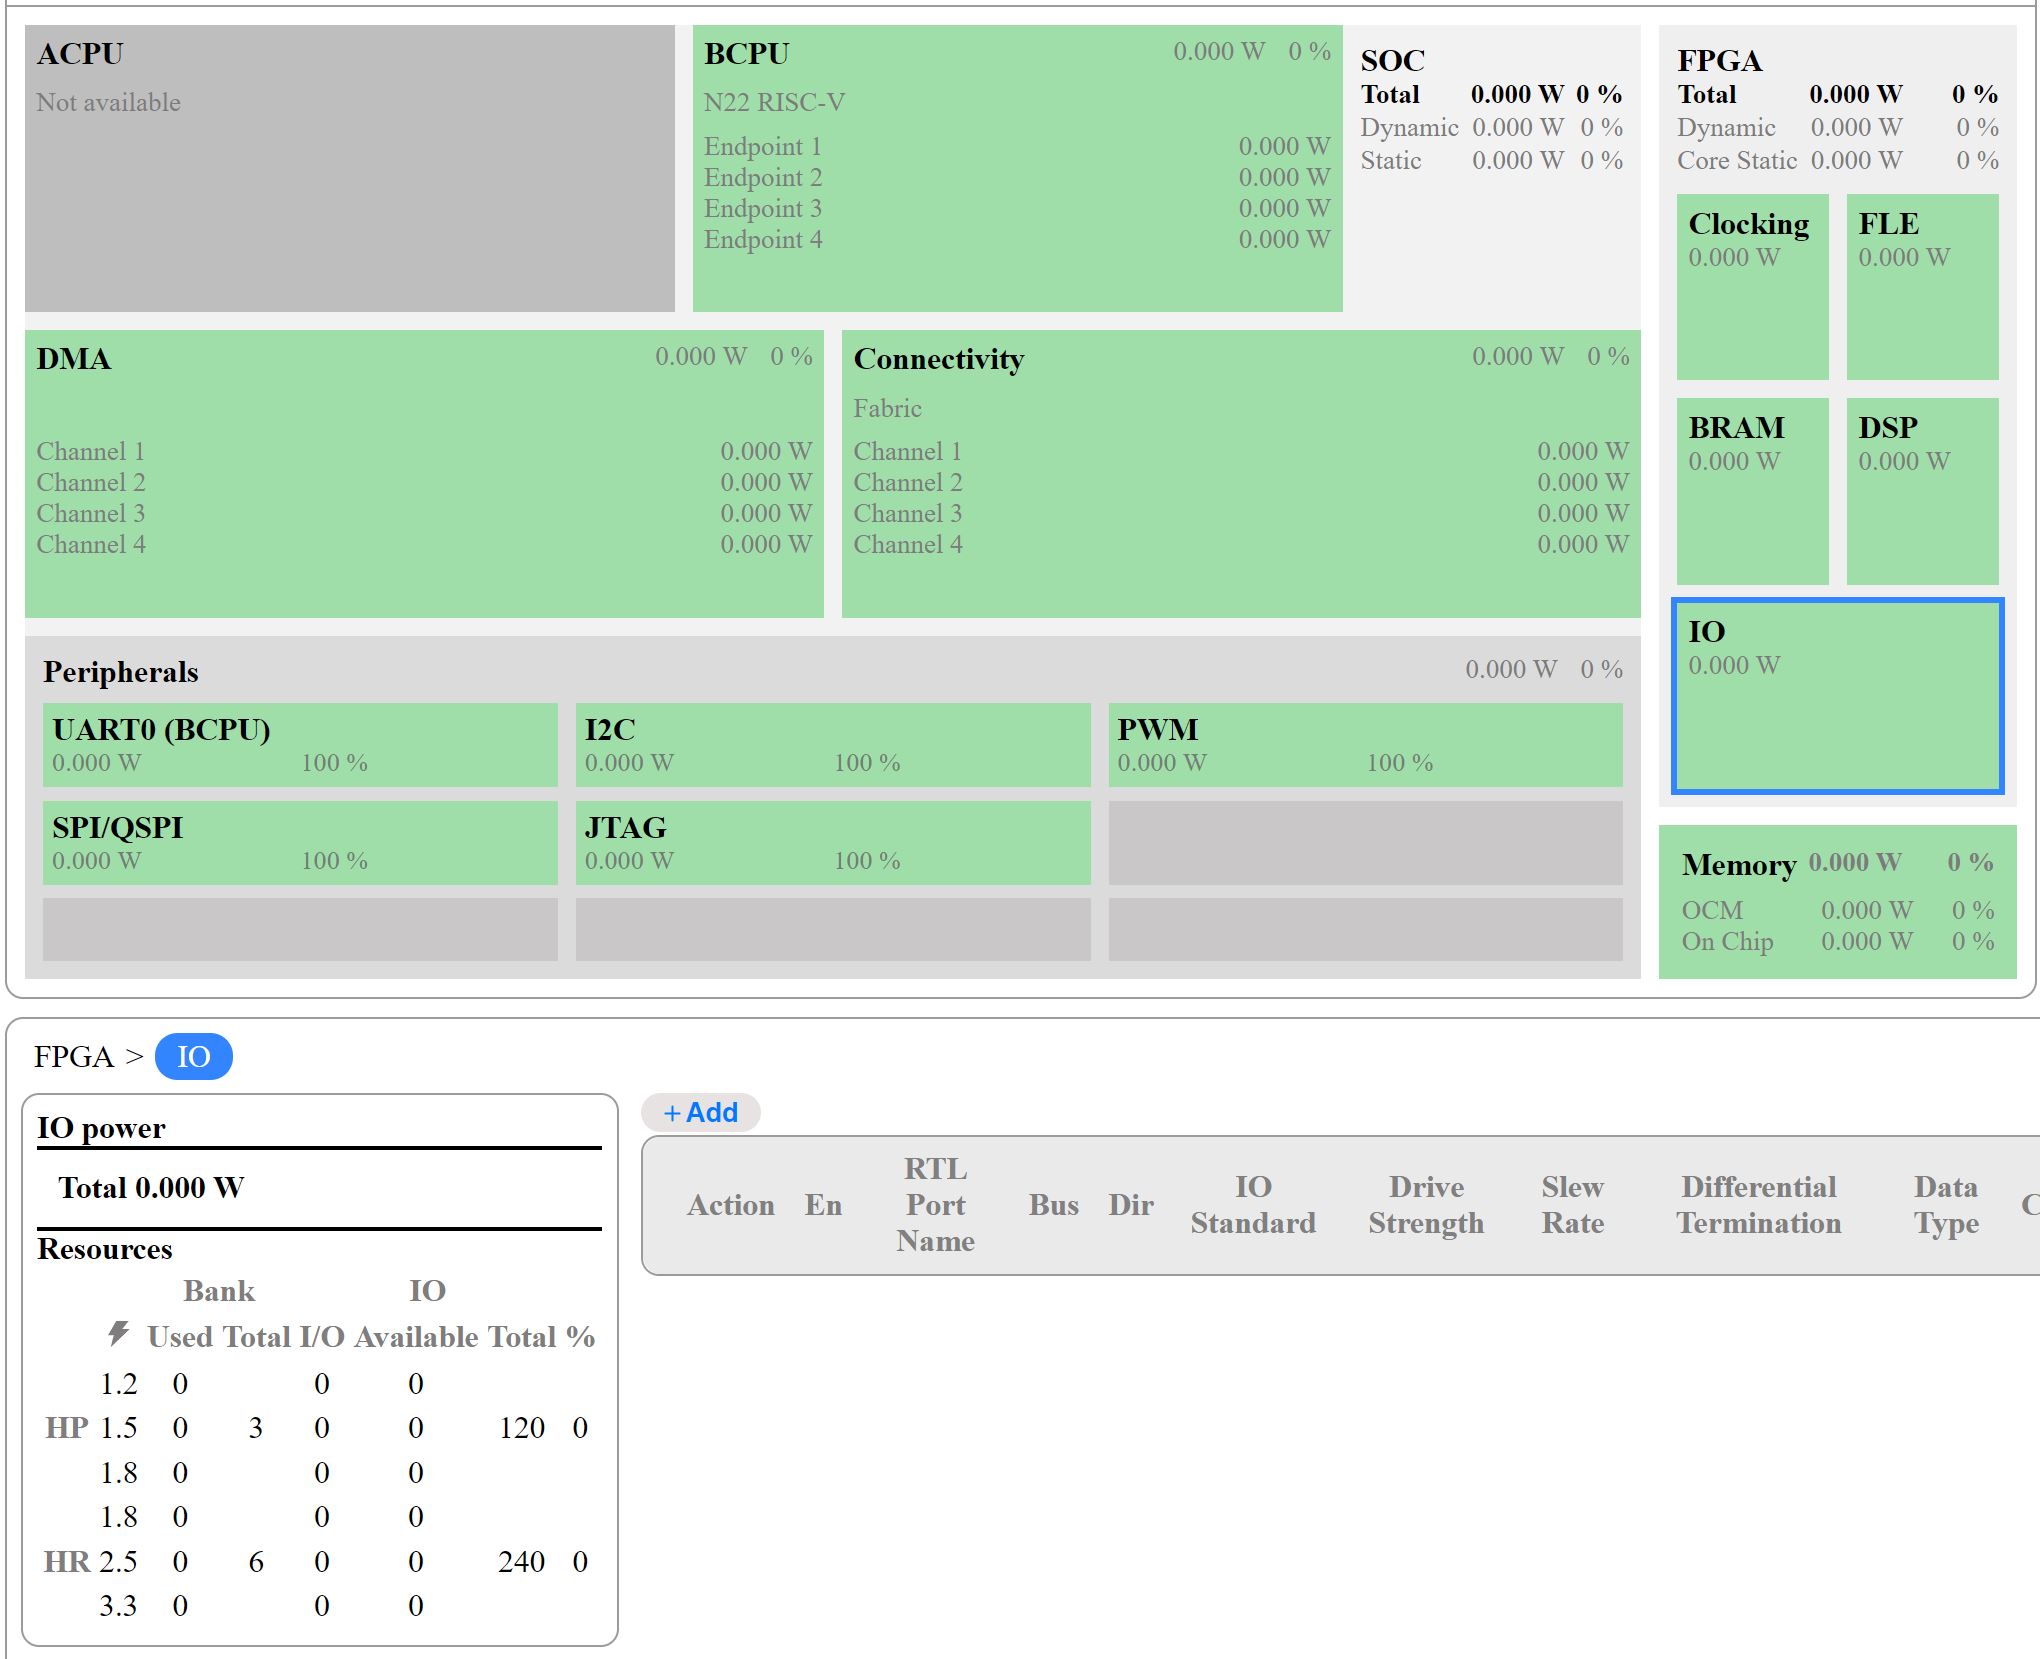 ACPU
Not available
BCPU 0.000 W 0 %
N22 RISC-V
Endpoint 1 0.000 W
Endpoint 2 0.000 W
Endpoint 3 0.000 W
Endpoint 4 0.000 W
SOC
Total 0.000 W 0 %
Dynamic 0.000 W 0 %
Static 0.000 W 0 %
FPGA
Total 0.000 W 0 %
Dynamic 0.000 W 0 %
Core Static 0.000 W 0 %
Clocking
0.000 W
FLE
0.000 W
BRAM
0.000 W
DSP
0.000 W
IO
0.000 W
DMA 0.000 W 0 %
Channel 1 0.000 W
Channel 2 0.000 W
Channel 3 0.000 W
Channel 4 0.000 W
Connectivity 0.000 W 0 %
Fabric
Channel 1 0.000 W
Channel 2 0.000 W
Channel 3 0.000 W
Channel 4 0.000 W
Peripherals 0.000 W 0 %
UART0 (BCPU)
0.000 W 100 %
I2C
0.000 W 100 %
PWM
0.000 W 100 %
SPI/QSPI
0.000 W 100 %
JTAG
0.000 W 100 %
Memory 0.000 W 0 %
OCM 0.000 W 0 %
On Chip 0.000 W 0 %
FPGA > IO
IO power
Total 0.000 W
Resources
Bank IO
Used Total I/O Available Total %
1.2 0 0 0
HP 1.5 0 3 0 0 120 0
1.8 0 0 0
1.8 0 0 0
HR 2.5 0 6 0 0 240 0
3.3 0 0 0
+ Add
Action En RTL Port Name Bus Dir IO Standard Drive Strength Slew Rate Differential Termination Data Type